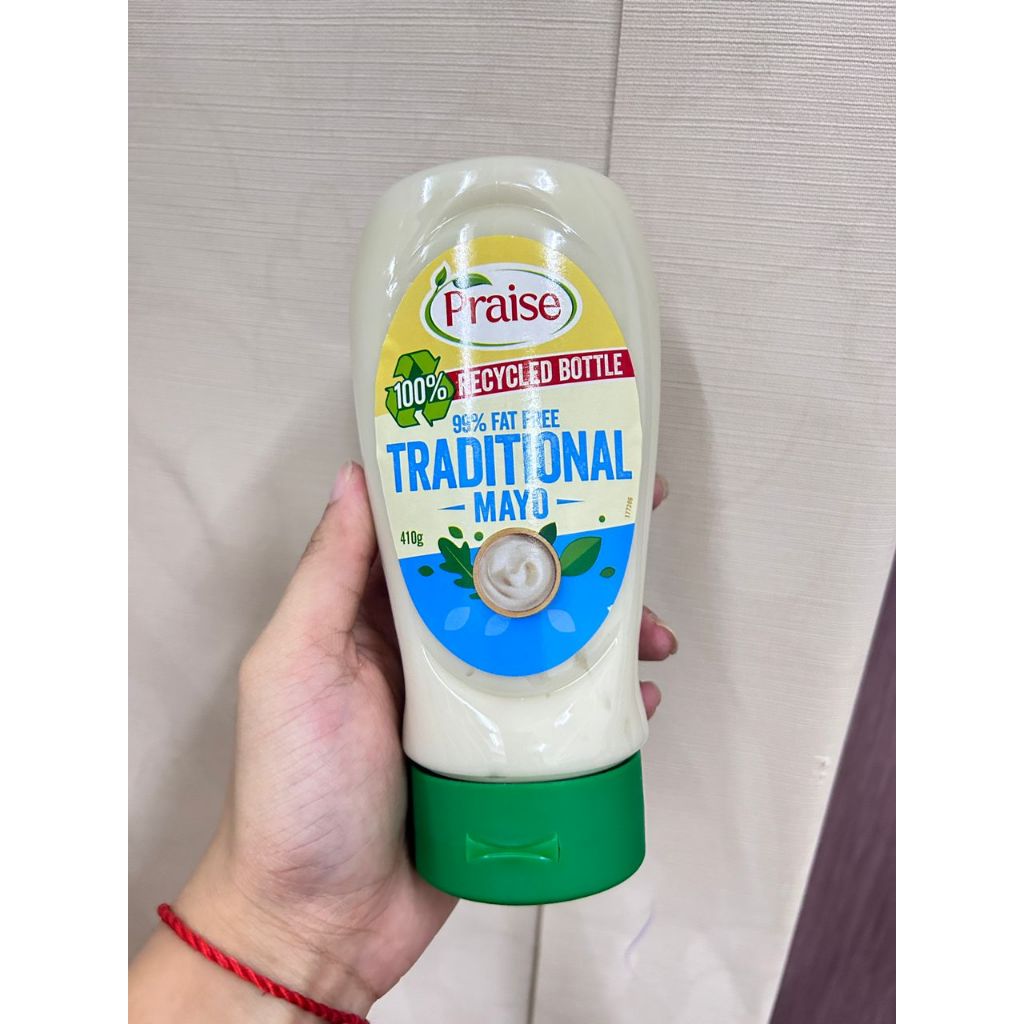 Praise
100% RECYCLED BOTTLE
99% FAT FREE
TRADITIONAL
MAYO
410g